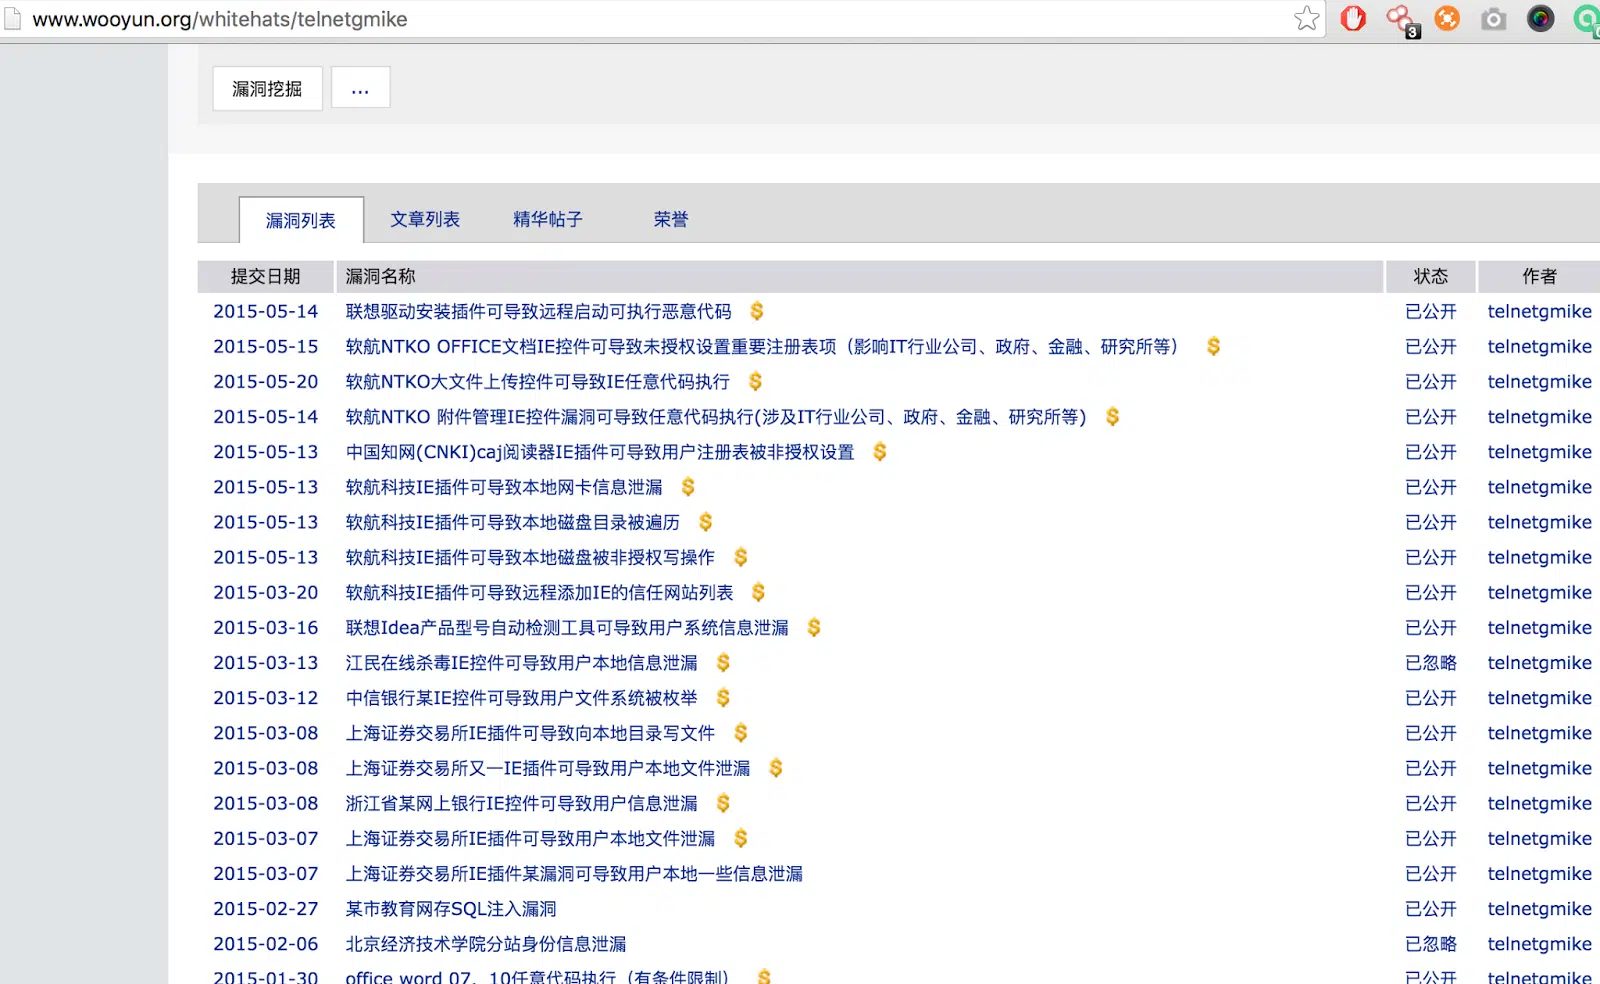 www.wooyun.org/whitehats/telnetgmike
3
漏洞挖掘 ...
漏洞列表 文章列表 精华帖子 荣誉
提交日期 漏洞名称 状态 作者
2015-05-14 联想驱动安装插件可导致远程启动可执行恶意代码 $ 已公开 telnetgmike
2015-05-15 软航NTKO OFFICE文档IE控件可导致未授权设置重要注册表项（影响IT行业公司、政府、金融、研究所等） $ 已公开 telnetgmike
2015-05-20 软航NTKO大文件上传控件可导致IE任意代码执行 $ 已公开 telnetgmike
2015-05-14 软航NTKO 附件管理IE控件漏洞可导致任意代码执行(涉及IT行业公司、政府、金融、研究所等) $ 已公开 telnetgmike
2015-05-13 中国知网(CNKI)caj阅读器IE插件可导致用户注册表被非授权设置 $ 已公开 telnetgmike
2015-05-13 软航科技IE插件可导致本地网卡信息泄漏 $ 已公开 telnetgmike
2015-05-13 软航科技IE插件可导致本地磁盘目录被遍历 $ 已公开 telnetgmike
2015-05-13 软航科技IE插件可导致本地磁盘被非授权写操作 $ 已公开 telnetgmike
2015-03-20 软航科技IE插件可导致远程添加IE的信任网站列表 $ 已公开 telnetgmike
2015-03-16 联想Idea产品型号自动检测工具可导致用户系统信息泄漏 $ 已公开 telnetgmike
2015-03-13 江民在线杀毒IE控件可导致用户本地信息泄漏 $ 已忽略 telnetgmike
2015-03-12 中信银行某IE控件可导致用户文件系统被枚举 $ 已公开 telnetgmike
2015-03-08 上海证券交易所IE插件可导致向本地目录写文件 $ 已公开 telnetgmike
2015-03-08 上海证券交易所又一IE插件可导致用户本地文件泄漏 $ 已公开 telnetgmike
2015-03-08 浙江省某网上银行IE控件可导致用户信息泄漏 $ 已公开 telnetgmike
2015-03-07 上海证券交易所IE插件可导致用户本地文件泄漏 $ 已公开 telnetgmike
2015-03-07 上海证券交易所IE插件某漏洞可导致用户本地一些信息泄漏 已公开 telnetgmike
2015-02-27 某市教育网存SQL注入漏洞 已公开 telnetgmike
2015-02-06 北京经济技术学院分站身份信息泄漏 已忽略 telnetgmike
2015-01-30 office word 07、10任意代码执行（有条件限制） $ 已公开 telnetgmike